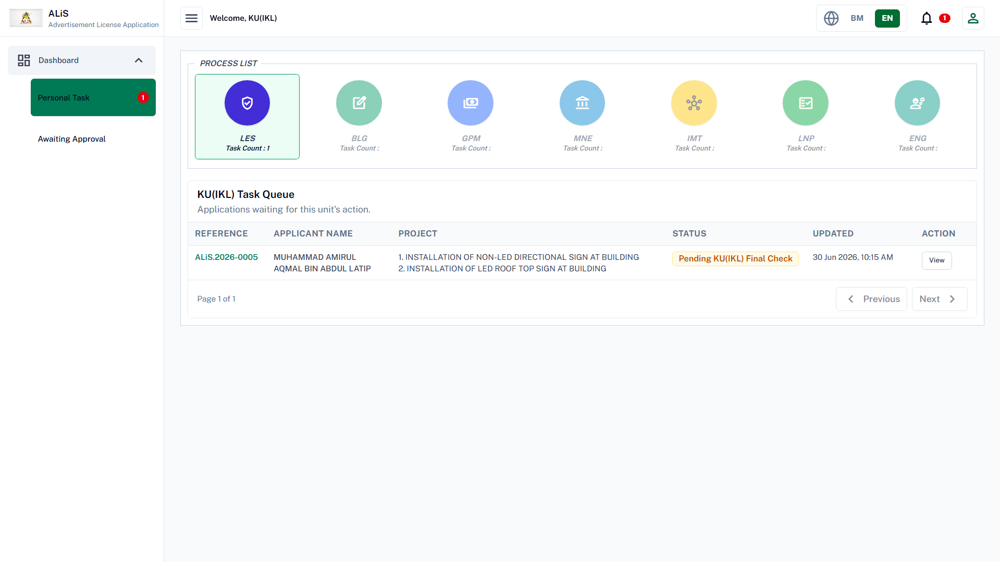 ALiS
ALiS
Advertisement License Application
Welcome, KU(IKL)
BM
EN
1
Dashboard
Personal Task
1
Awaiting Approval
PROCESS LIST
LES
Task Count : 1
BLG
Task Count :
GPM
Task Count :
MNE
Task Count :
IMT
Task Count :
LNP
Task Count :
ENG
Task Count :
KU(IKL) Task Queue
Applications waiting for this unit's action.
REFERENCE APPLICANT NAME PROJECT STATUS UPDATED ACTION
ALiS.2026-0005 MUHAMMAD AMIRUL 1. INSTALLATION OF NON-LED DIRECTIONAL SIGN AT BUILDING Pending KU(IKL) Final Check 30 Jun 2026, 10:15 AM View
AQMAL BIN ABDUL LATIP 2. INSTALLATION OF LED ROOF TOP SIGN AT BUILDING
Page 1 of 1
Previous
Next